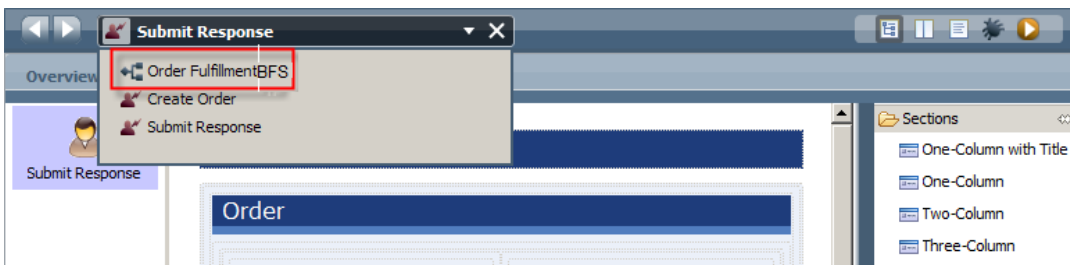 Submit Response
Overview
Order FulfillmentBFS
Create Order
Submit Response
Submit Response
Order
Sections
One-Column with Title
One-Column
Two-Column
Three-Column